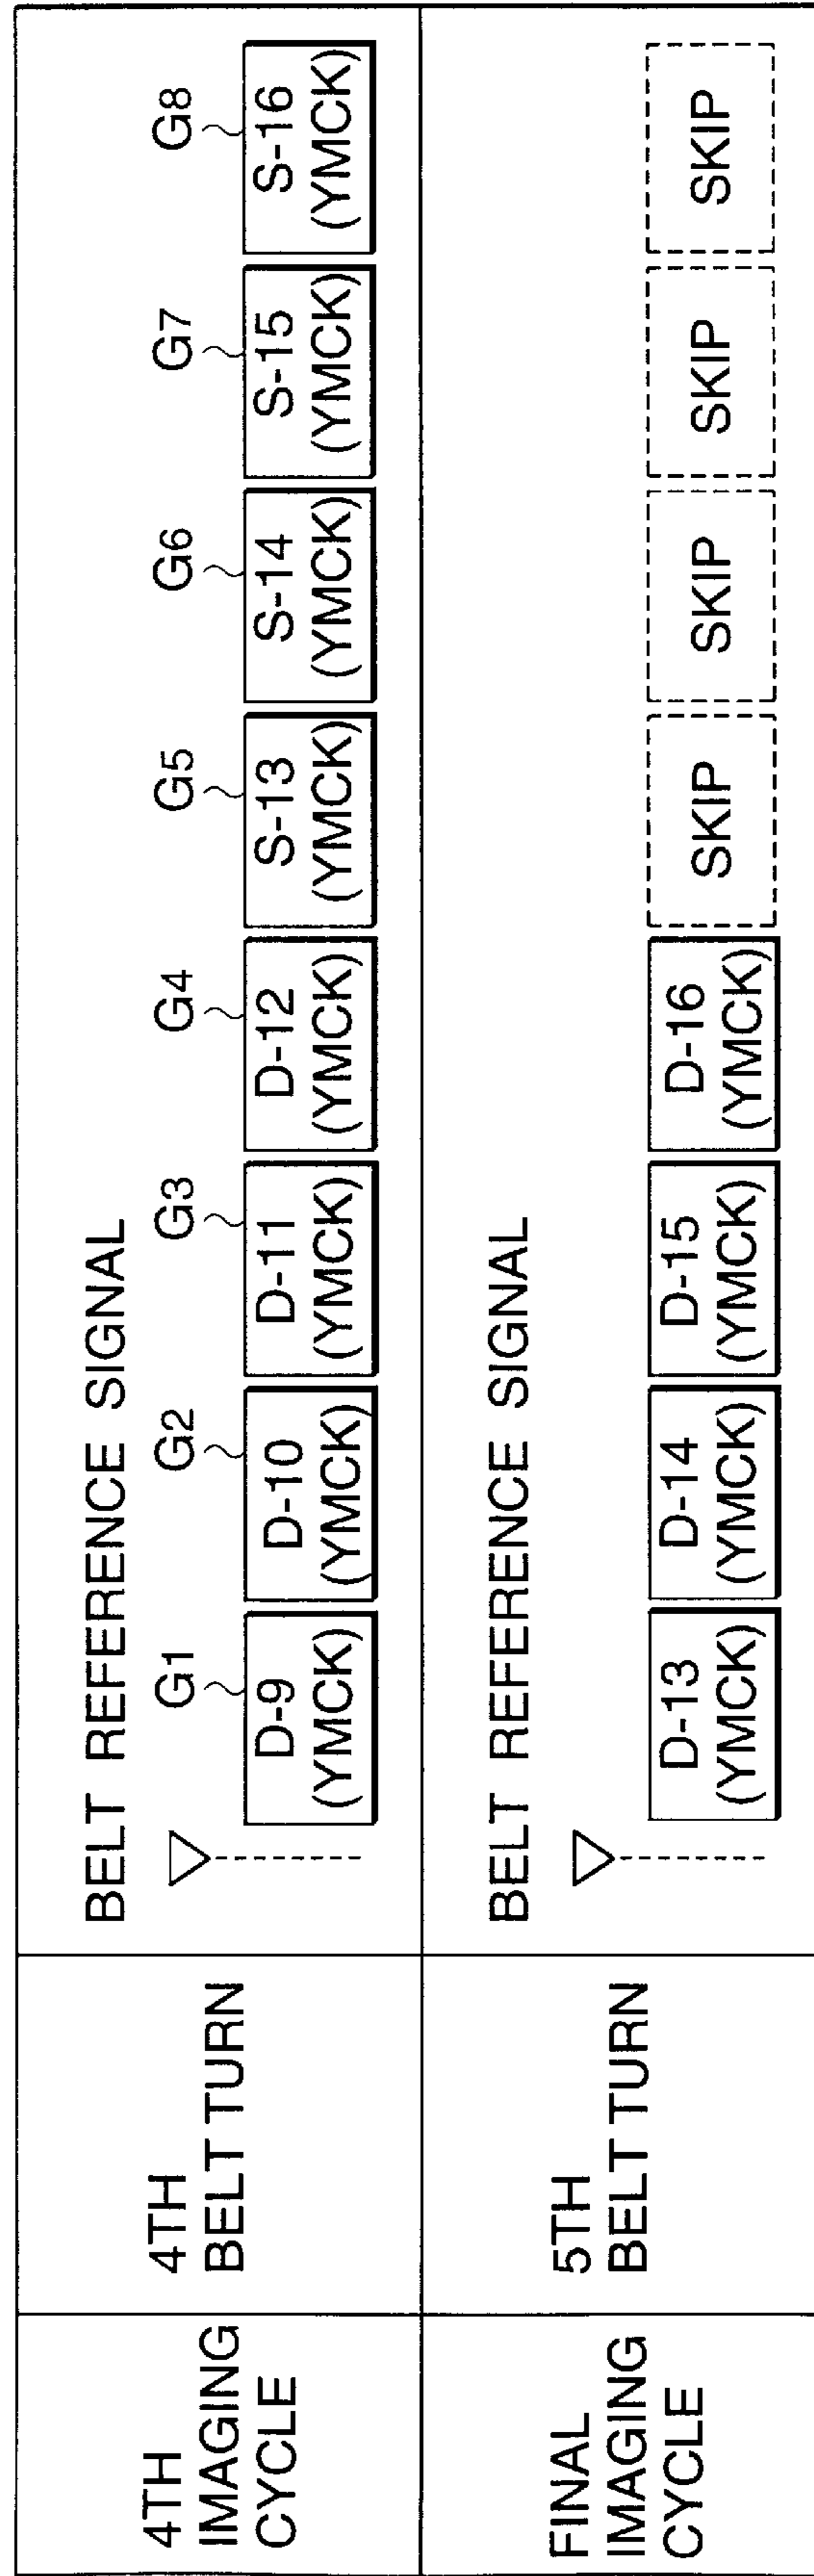 4TH
IMAGING
CYCLE
4TH
BELT TURN
BELT REFERENCE SIGNAL
G1
G2
G3
G4
G5
G6
G7
G8
D-9
(YMCK)
D-10
(YMCK)
D-11
(YMCK)
D-12
(YMCK)
S-13
(YMCK)
S-14
(YMCK)
S-15
(YMCK)
S-16
(YMCK)
FINAL
IMAGING
CYCLE
5TH
BELT TURN
BELT REFERENCE SIGNAL
D-13
(YMCK)
D-14
(YMCK)
D-15
(YMCK)
D-16
(YMCK)
SKIP
SKIP
SKIP
SKIP